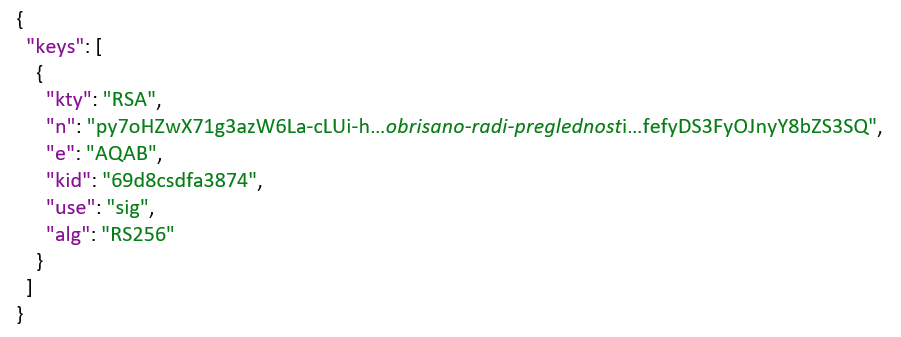 {
"keys": [
{
"kty": "RSA",
"n": "py7oHZwX71g3azW6La-cLUi-h...obrisano-radi-preglednosti...fefyDS3FyOJnyY8bZS3SQ",
"e": "AQAB",
"kid": "69d8csdfa3874",
"use": "sig",
"alg": "RS256"
}
]
}